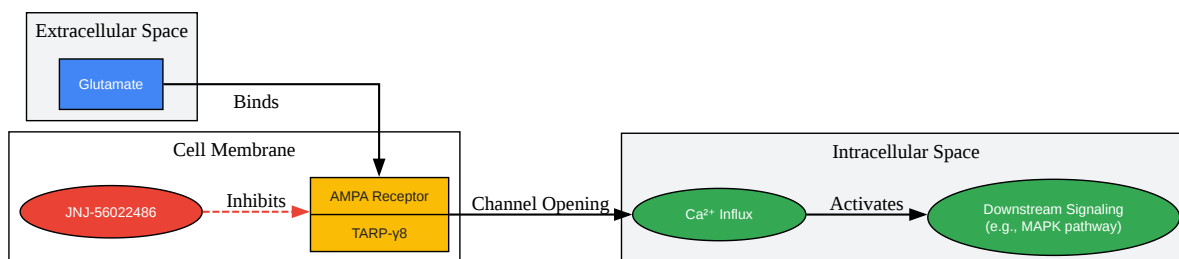 Extracellular Space
Glutamate
Binds
Cell Membrane
JNJ-56022486
Inhibits
AMPA Receptor
TARP-γ8
Channel Opening
Intracellular Space
Ca²⁺ Influx
Activates
Downstream Signaling
(e.g., MAPK pathway)